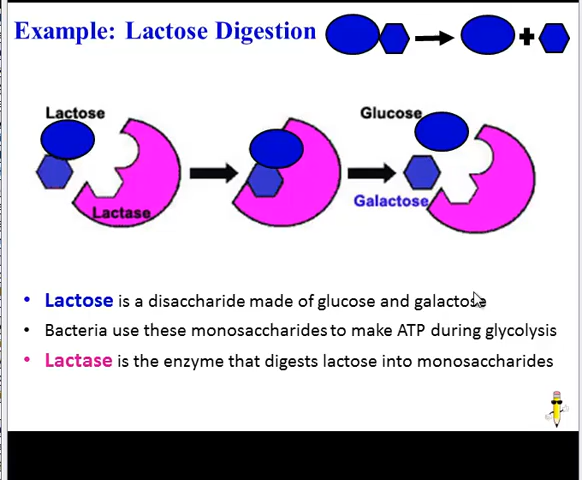 Example: Lactose Digestion
Lactose
Lactase
Glucose
Galactose
• Lactose is a disaccharide made of glucose and galactose
• Bacteria use these monosaccharides to make ATP during glycolysis
• Lactase is the enzyme that digests lactose into monosaccharides